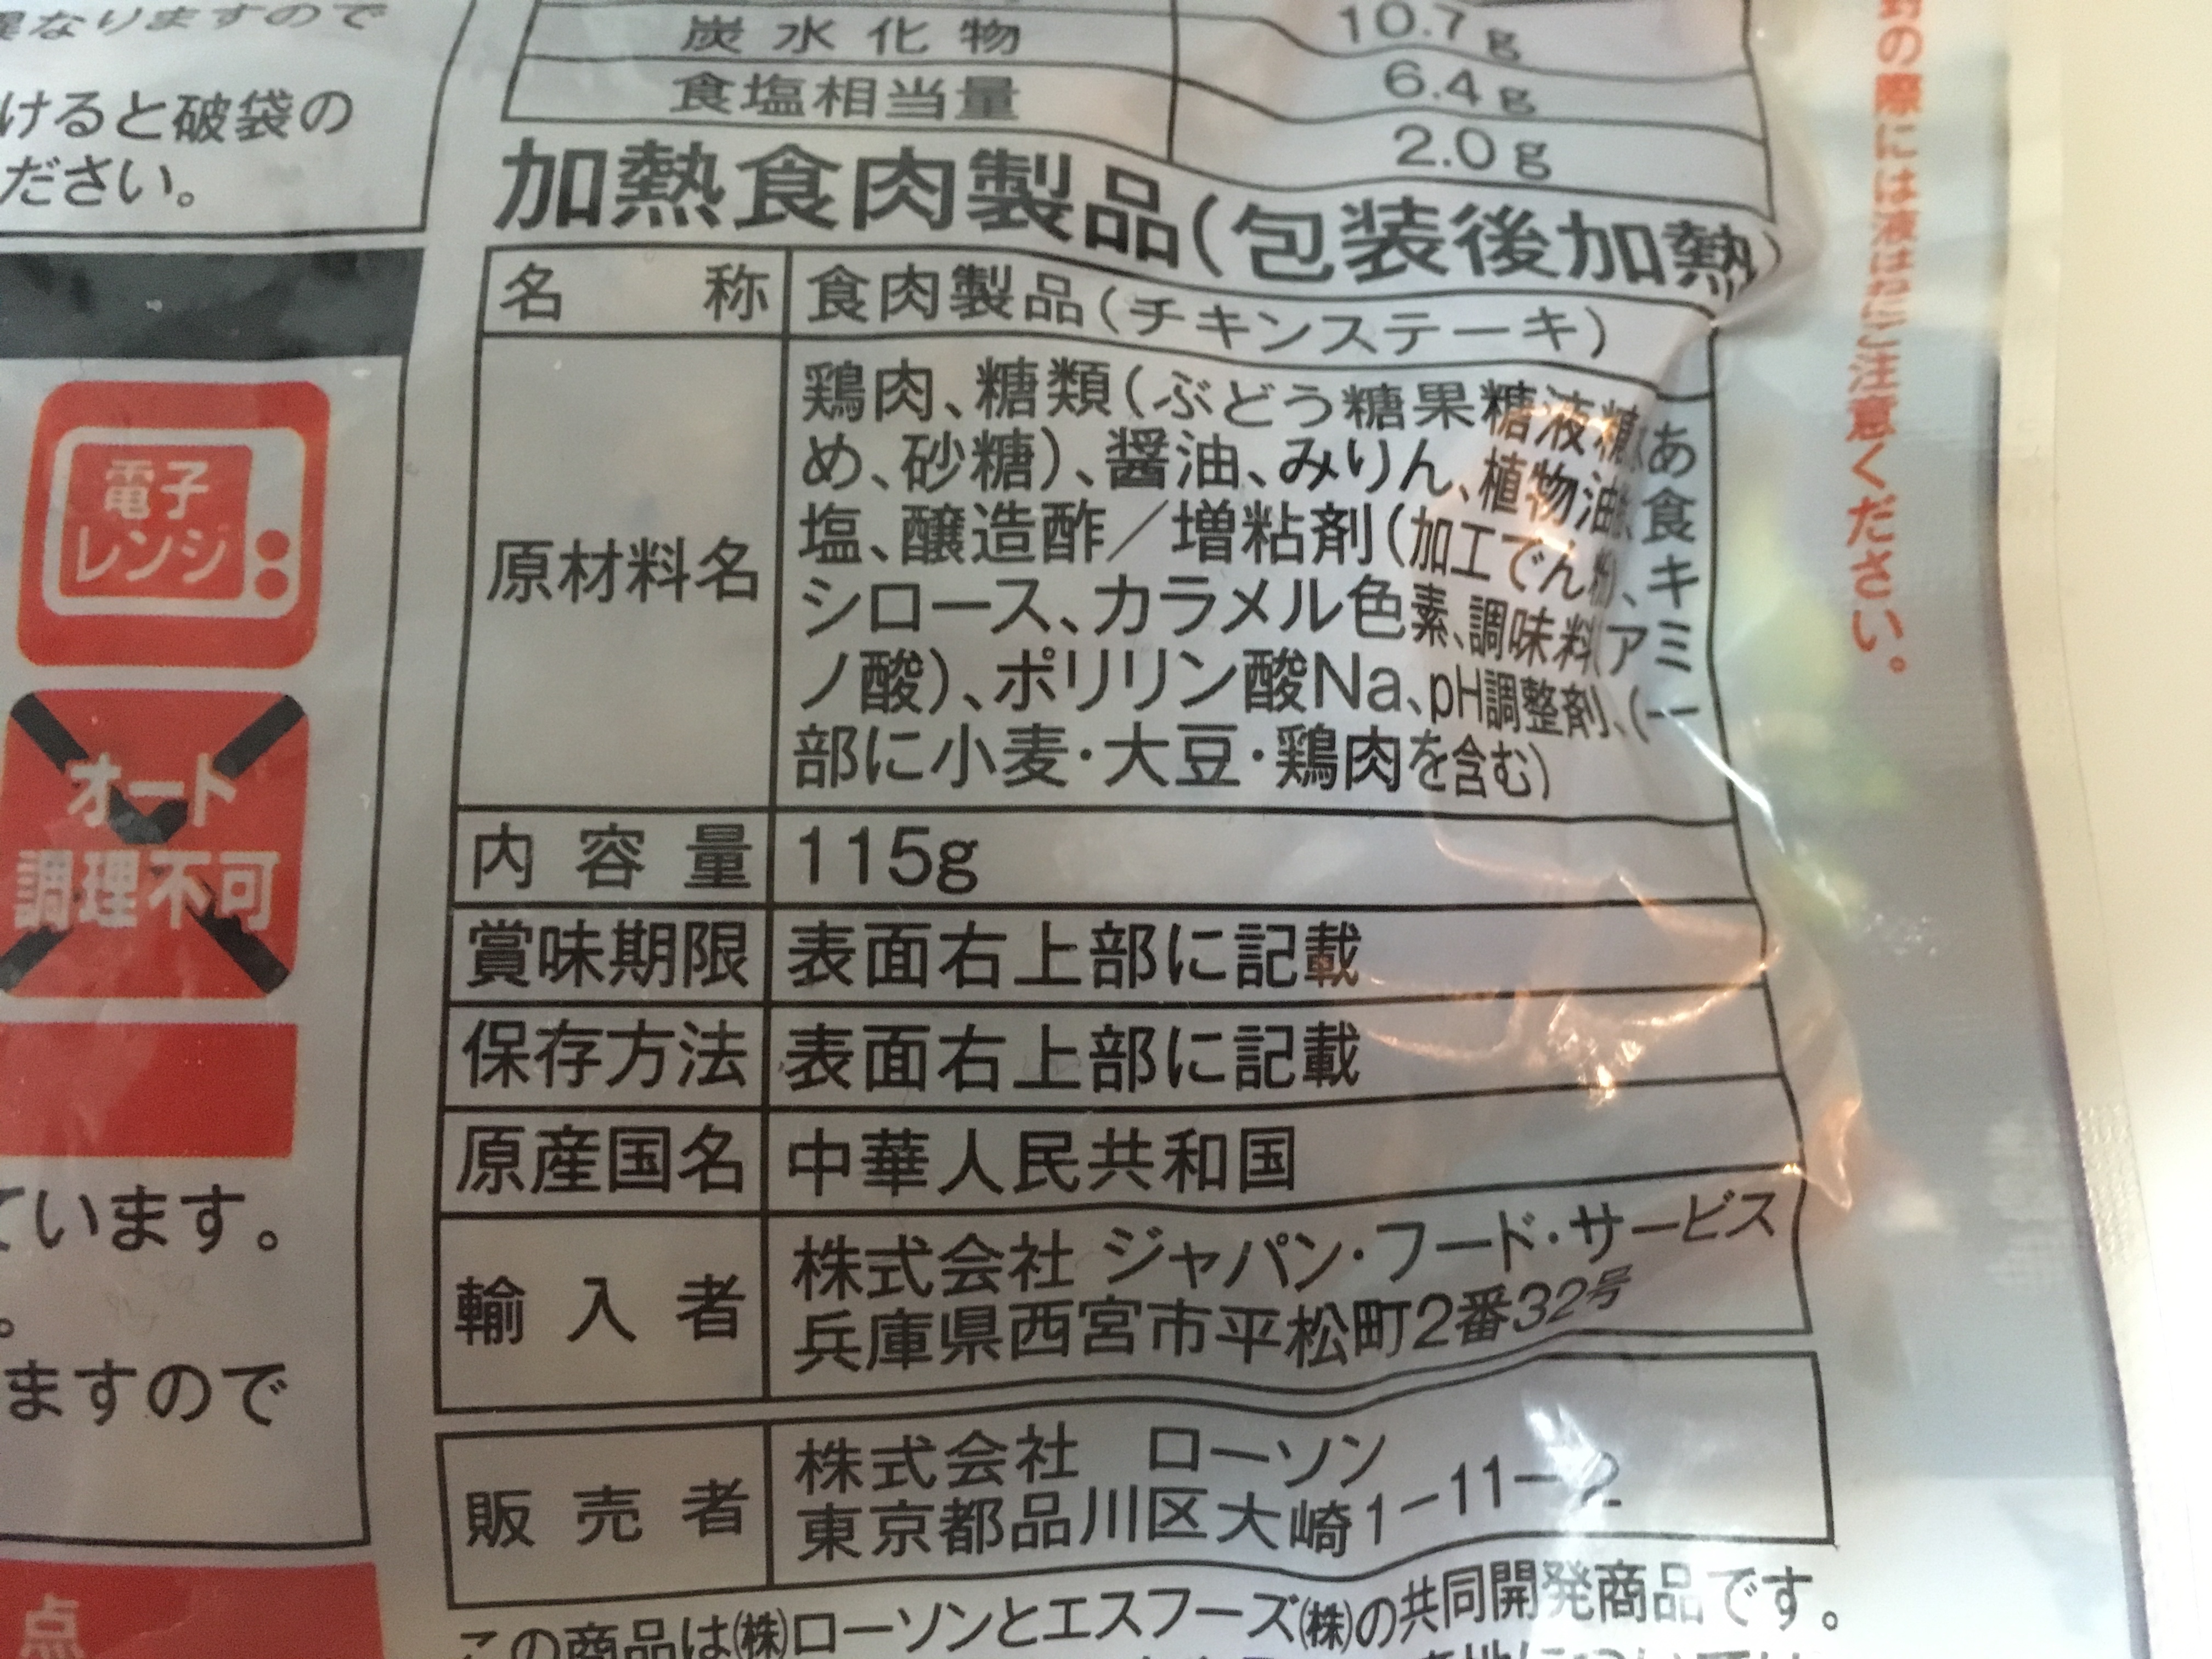 異なりますので
けると破袋の
ださい。
電子
レンジ
オート
調理不可
ています。
。
ますので
点
10.7g
炭水化物 6.4g
食塩相当量 2.0g
加熱食肉製品(包装後加熱)
名称 食肉製品(チキンステーキ)
原材料名
鶏肉、糖類(ぶどう糖果糖液糖、あ
め、砂糖)、醤油、みりん、植物油、食
塩、醸造酢/増粘剤(加工でん粉)、キ
シロース、カラメル色素、調味料(アミ
ノ酸)、ポリリン酸Na、pH調整剤、(一
部に小麦・大豆・鶏肉を含む)
内容量 115g
賞味期限 表面右上部に記載
保存方法 表面右上部に記載
原産国名 中華人民共和国
輸入者
株式会社 ジャパン・フード・サービス
兵庫県西宮市平松町2番32号
販売者
株式会社 ローソン
東京都品川区大崎1-11-2
この商品は㈱ローソンとエスフーズ㈱の共同開発商品です。
封の際には液はねにご注意ください。